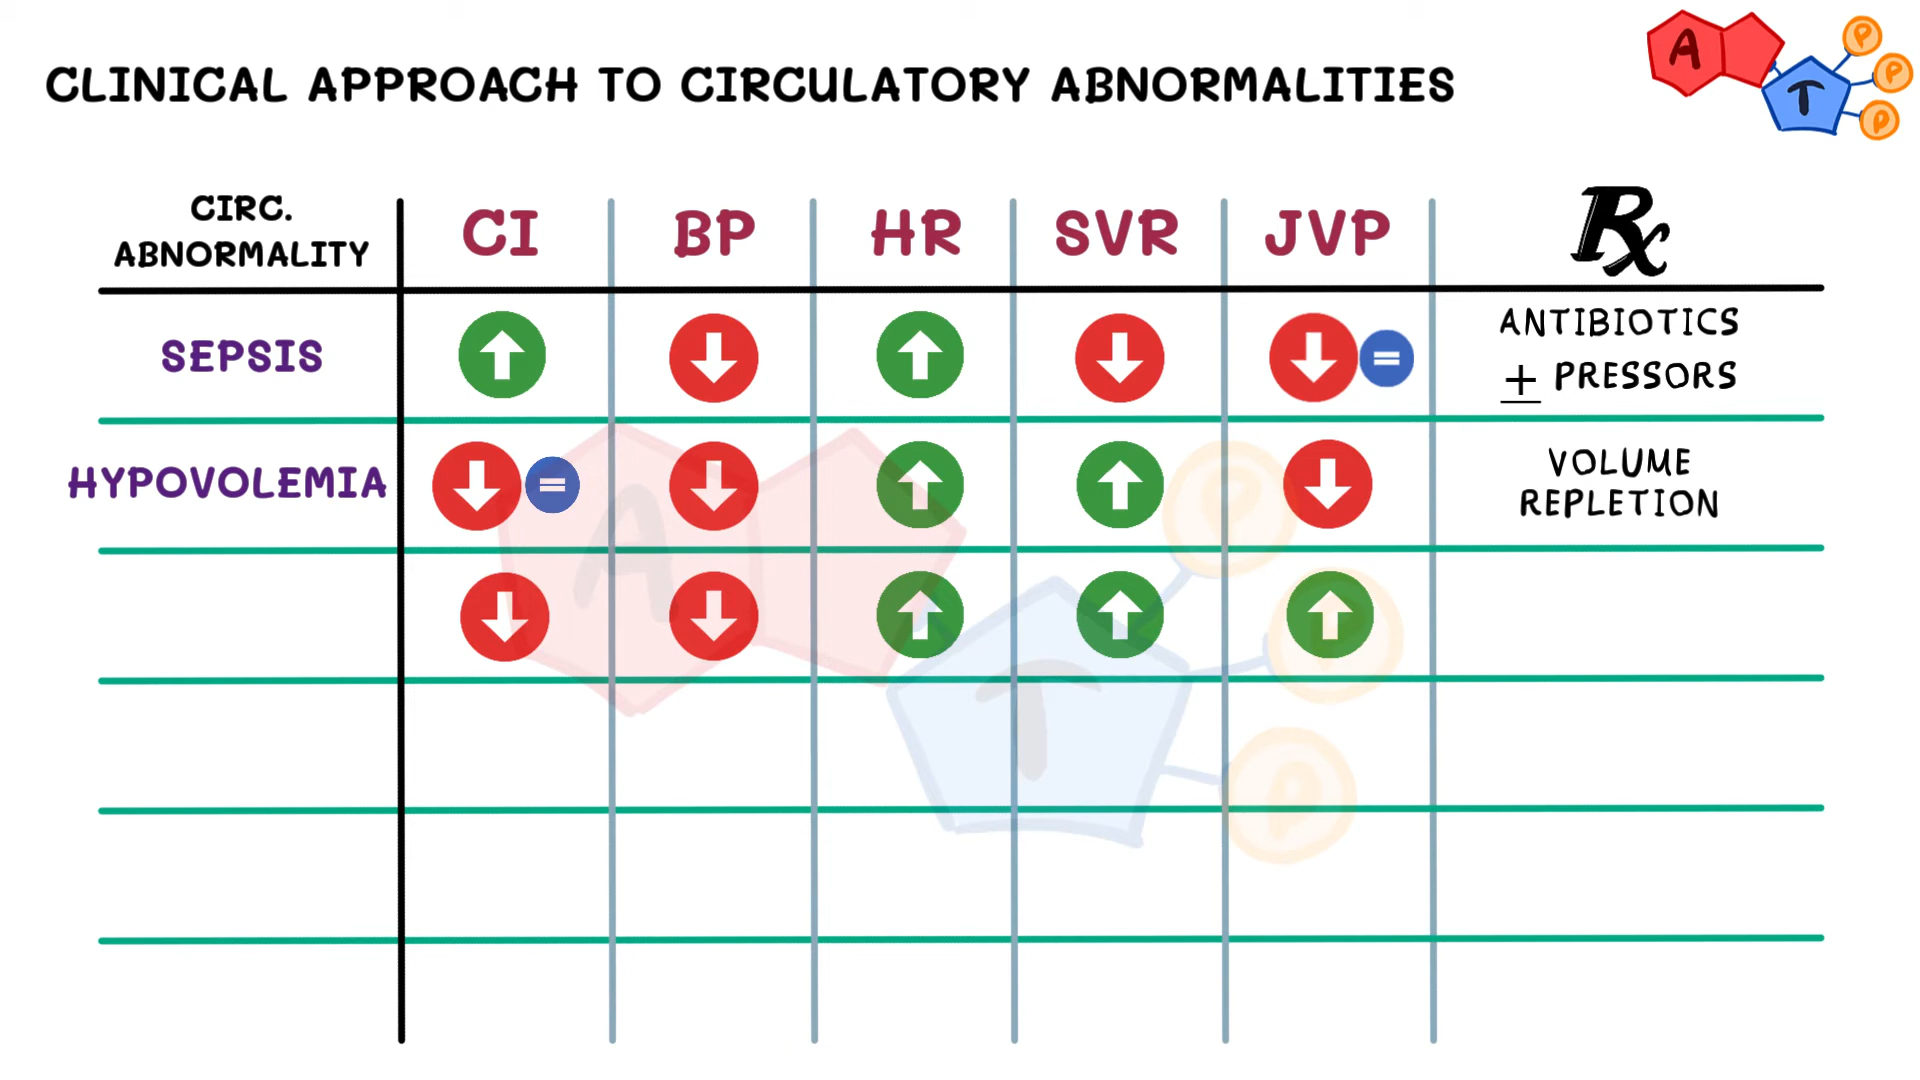 CLINICAL APPROACH TO CIRCULATORY ABNORMALITIES
A
T
P
P
P
CIRC.
ABNORMALITY
CI
BP
HR
SVR
JVP
Rx
SEPSIS
=
ANTIBIOTICS
± PRESSORS
HYPOVOLEMIA
=
VOLUME
REPLETION
A
T
P
P
P